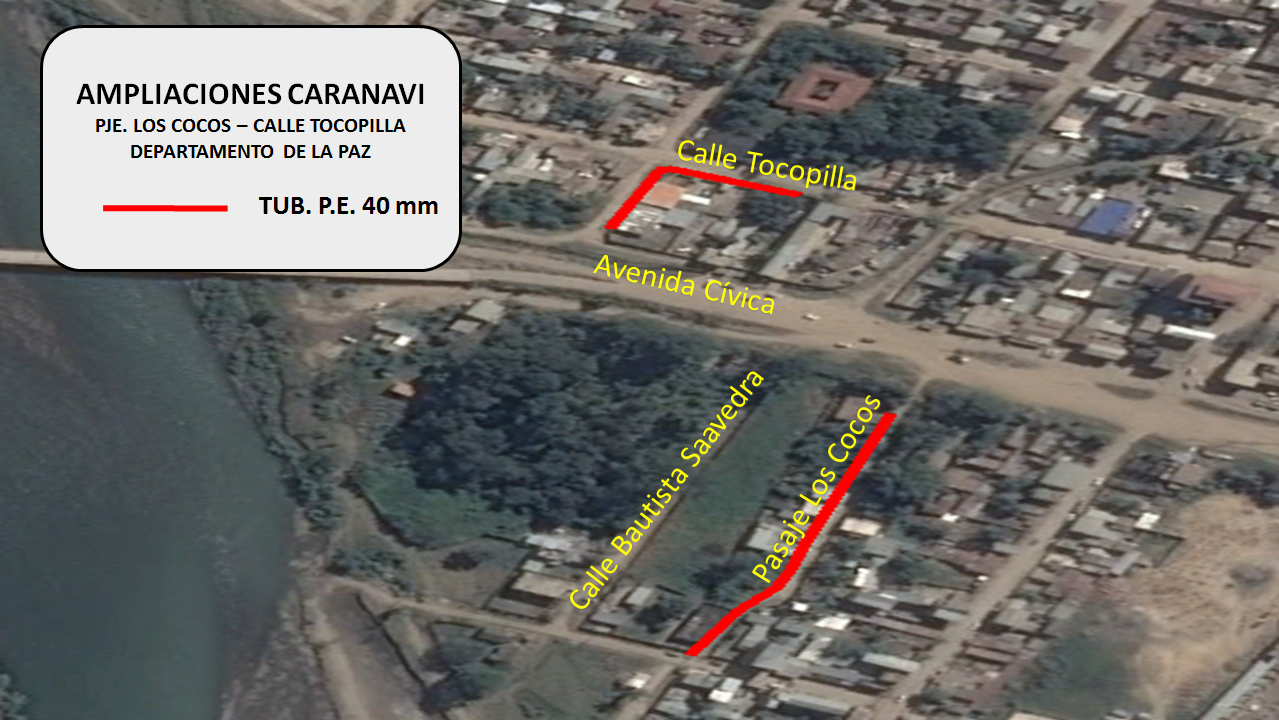 AMPLIACIONES CARANAVI
PJE. LOS COCOS – CALLE TOCOPILLA
DEPARTAMENTO DE LA PAZ
TUB. P.E. 40 mm
Calle Tocopilla
Avenida Cívica
Calle Bautista Saavedra
Pasaje Los Cocos